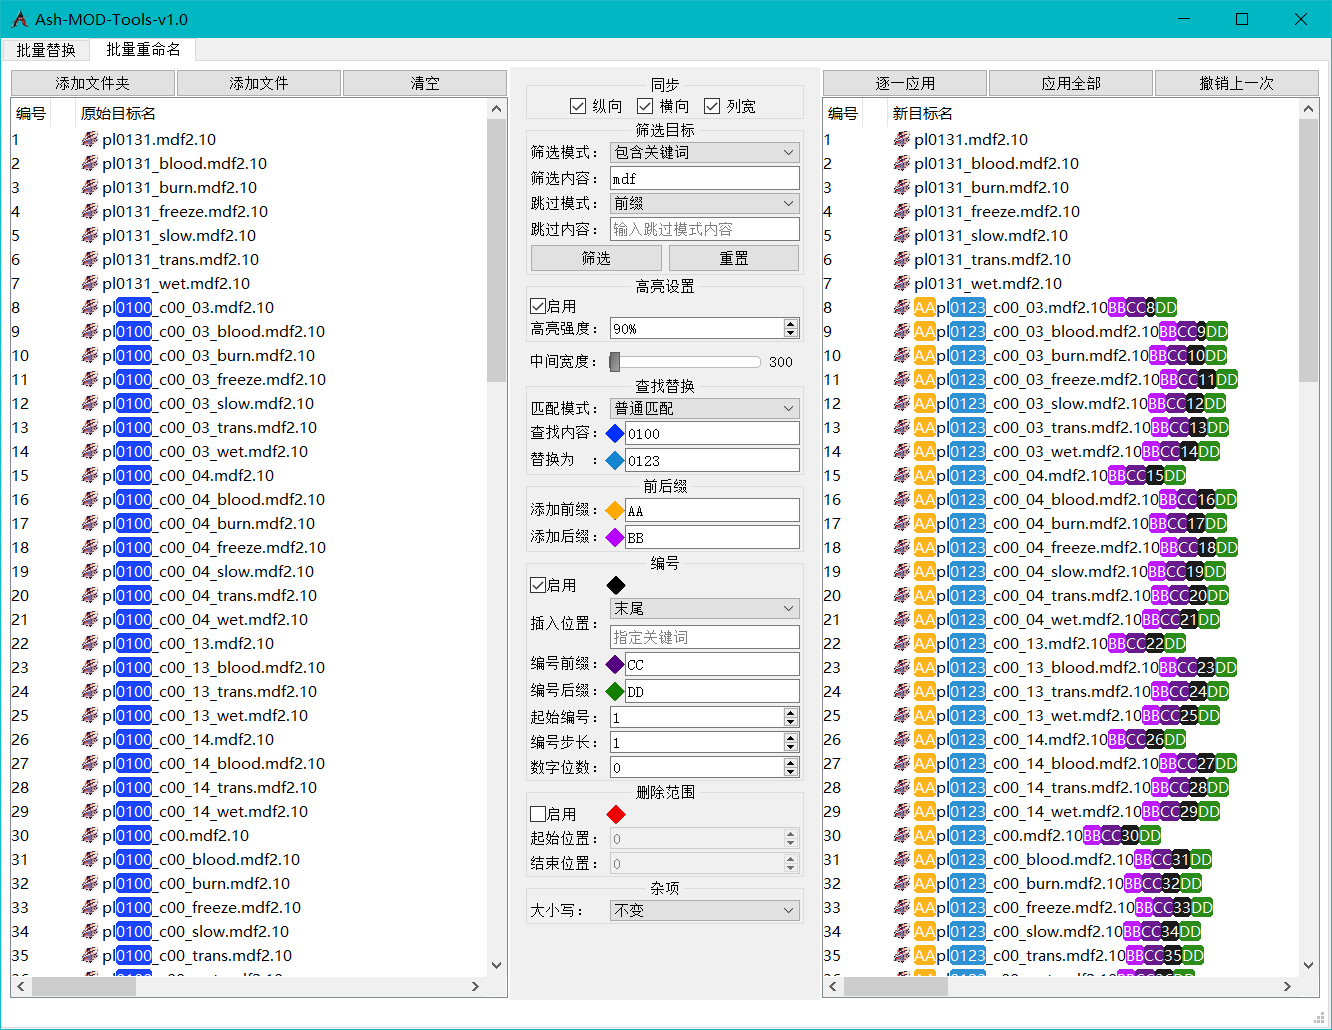 Ash-MOD-Tools-v1.0
批量替换 批量重命名
添加文件夹 添加文件 清空
编号 原始目标名
1 pl0131.mdf2.10
2 pl0131_blood.mdf2.10
3 pl0131_burn.mdf2.10
4 pl0131_freeze.mdf2.10
5 pl0131_slow.mdf2.10
6 pl0131_trans.mdf2.10
7 pl0131_wet.mdf2.10
8 pl0100_c00_03.mdf2.10
9 pl0100_c00_03_blood.mdf2.10
10 pl0100_c00_03_burn.mdf2.10
11 pl0100_c00_03_freeze.mdf2.10
12 pl0100_c00_03_slow.mdf2.10
13 pl0100_c00_03_trans.mdf2.10
14 pl0100_c00_03_wet.mdf2.10
15 pl0100_c00_04.mdf2.10
16 pl0100_c00_04_blood.mdf2.10
17 pl0100_c00_04_burn.mdf2.10
18 pl0100_c00_04_freeze.mdf2.10
19 pl0100_c00_04_slow.mdf2.10
20 pl0100_c00_04_trans.mdf2.10
21 pl0100_c00_04_wet.mdf2.10
22 pl0100_c00_13.mdf2.10
23 pl0100_c00_13_blood.mdf2.10
24 pl0100_c00_13_trans.mdf2.10
25 pl0100_c00_13_wet.mdf2.10
26 pl0100_c00_14.mdf2.10
27 pl0100_c00_14_blood.mdf2.10
28 pl0100_c00_14_trans.mdf2.10
29 pl0100_c00_14_wet.mdf2.10
30 pl0100_c00.mdf2.10
31 pl0100_c00_blood.mdf2.10
32 pl0100_c00_burn.mdf2.10
33 pl0100_c00_freeze.mdf2.10
34 pl0100_c00_slow.mdf2.10
35 pl0100_c00_trans.mdf2.10
同步
纵向 横向 列宽
筛选目标
筛选模式： 包含关键词
筛选内容： mdf
跳过模式： 前缀
跳过内容： 输入跳过模式内容
筛选 重置
高亮设置
启用
高亮强度： 90%
中间宽度： 300
查找替换
匹配模式： 普通匹配
查找内容： 0100
替换为 ： 0123
前后缀
添加前缀： AA
添加后缀： BB
编号
启用
末尾
插入位置：
指定关键词
编号前缀： CC
编号后缀： DD
起始编号： 1
编号步长： 1
数字位数： 0
删除范围
启用
起始位置： 0
结束位置： 0
杂项
大小写： 不变
逐一应用 应用全部 撤销上一次
编号 新目标名
1 pl0131.mdf2.10
2 pl0131_blood.mdf2.10
3 pl0131_burn.mdf2.10
4 pl0131_freeze.mdf2.10
5 pl0131_slow.mdf2.10
6 pl0131_trans.mdf2.10
7 pl0131_wet.mdf2.10
8 AApl0123_c00_03.mdf2.10BBCC8DD
9 AApl0123_c00_03_blood.mdf2.10BBCC9DD
10 AApl0123_c00_03_burn.mdf2.10BBCC10DD
11 AApl0123_c00_03_freeze.mdf2.10BBCC11DD
12 AApl0123_c00_03_slow.mdf2.10BBCC12DD
13 AApl0123_c00_03_trans.mdf2.10BBCC13DD
14 AApl0123_c00_03_wet.mdf2.10BBCC14DD
15 AApl0123_c00_04.mdf2.10BBCC15DD
16 AApl0123_c00_04_blood.mdf2.10BBCC16DD
17 AApl0123_c00_04_burn.mdf2.10BBCC17DD
18 AApl0123_c00_04_freeze.mdf2.10BBCC18DD
19 AApl0123_c00_04_slow.mdf2.10BBCC19DD
20 AApl0123_c00_04_trans.mdf2.10BBCC20DD
21 AApl0123_c00_04_wet.mdf2.10BBCC21DD
22 AApl0123_c00_13.mdf2.10BBCC22DD
23 AApl0123_c00_13_blood.mdf2.10BBCC23DD
24 AApl0123_c00_13_trans.mdf2.10BBCC24DD
25 AApl0123_c00_13_wet.mdf2.10BBCC25DD
26 AApl0123_c00_14.mdf2.10BBCC26DD
27 AApl0123_c00_14_blood.mdf2.10BBCC27DD
28 AApl0123_c00_14_trans.mdf2.10BBCC28DD
29 AApl0123_c00_14_wet.mdf2.10BBCC29DD
30 AApl0123_c00.mdf2.10BBCC30DD
31 AApl0123_c00_blood.mdf2.10BBCC31DD
32 AApl0123_c00_burn.mdf2.10BBCC32DD
33 AApl0123_c00_freeze.mdf2.10BBCC33DD
34 AApl0123_c00_slow.mdf2.10BBCC34DD
35 AApl0123_c00_trans.mdf2.10BBCC35DD